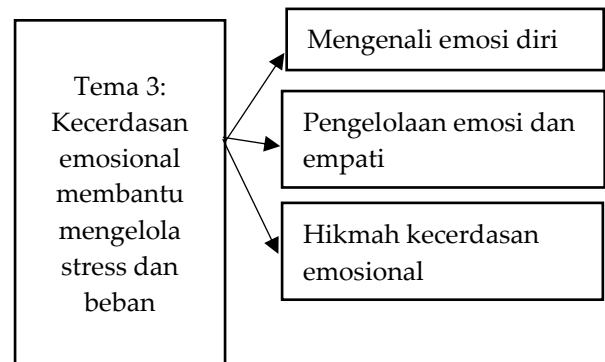 Tema 3:
Kecerdasan
emosional
membantu
mengelola
stress dan
beban
Mengenali emosi diri
Pengelolaan emosi dan
empati
Hikmah kecerdasan
emosional